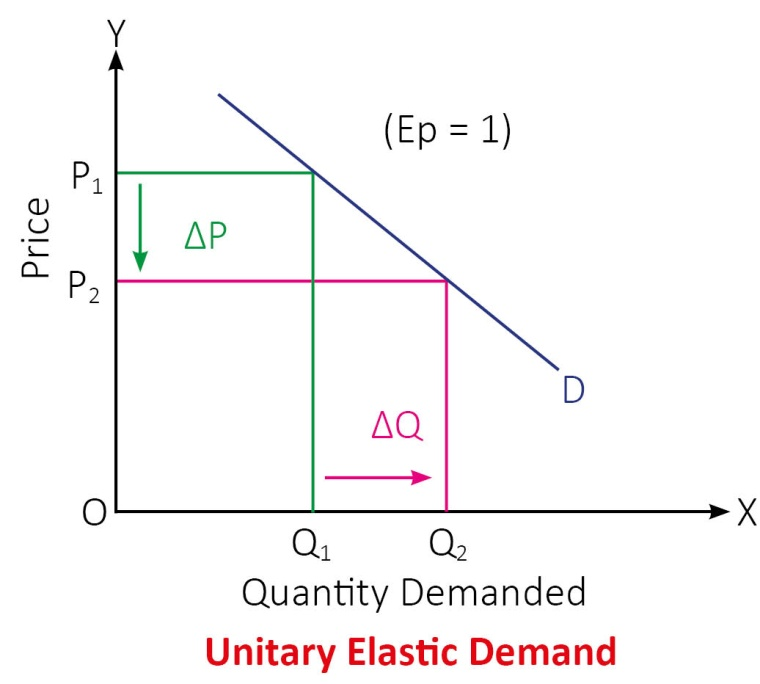 Y
(Ep = 1)
P₁
ΔP
Price
P₂
D
ΔQ
O
X
Q₁
Q₂
Quantity Demanded
Unitary Elastic Demand